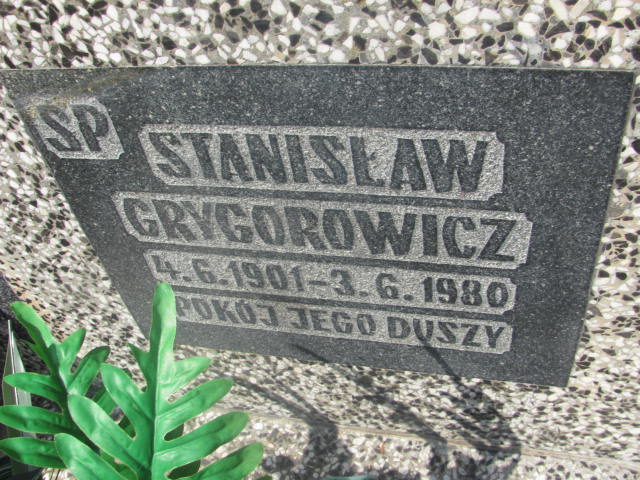 SP
STANISŁAW
GRYGOROWICZ
4.6.1901-3.6.1980
POKÓJ JEGO DUSZY